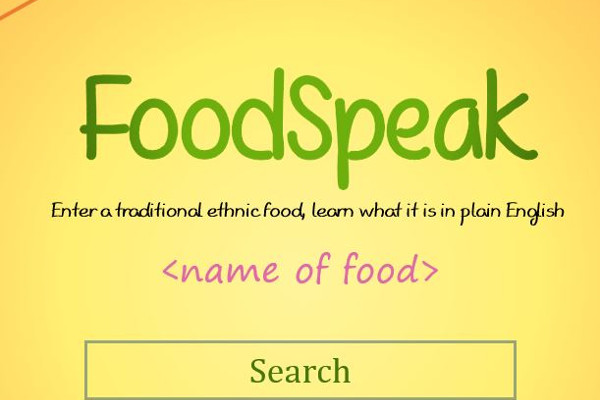 FoodSpeak
Enter a traditional ethnic food, learn what it is in plain English
<name of food>
Search